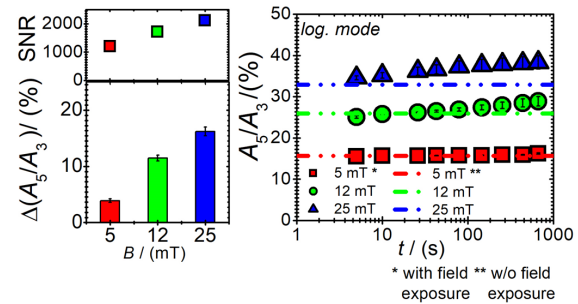 SNR
2000
1000
0
Δ(A5/A3)/ (%)
20
10
0
5 12 25
B / (mT)
A5/A3/(%)
50
40
30
20
10
0
log. mode
5 mT * 5 mT **
12 mT 12 mT
25 mT 25 mT
1 10 100 1000
t / (s)
* with field ** w/o field
exposure exposure